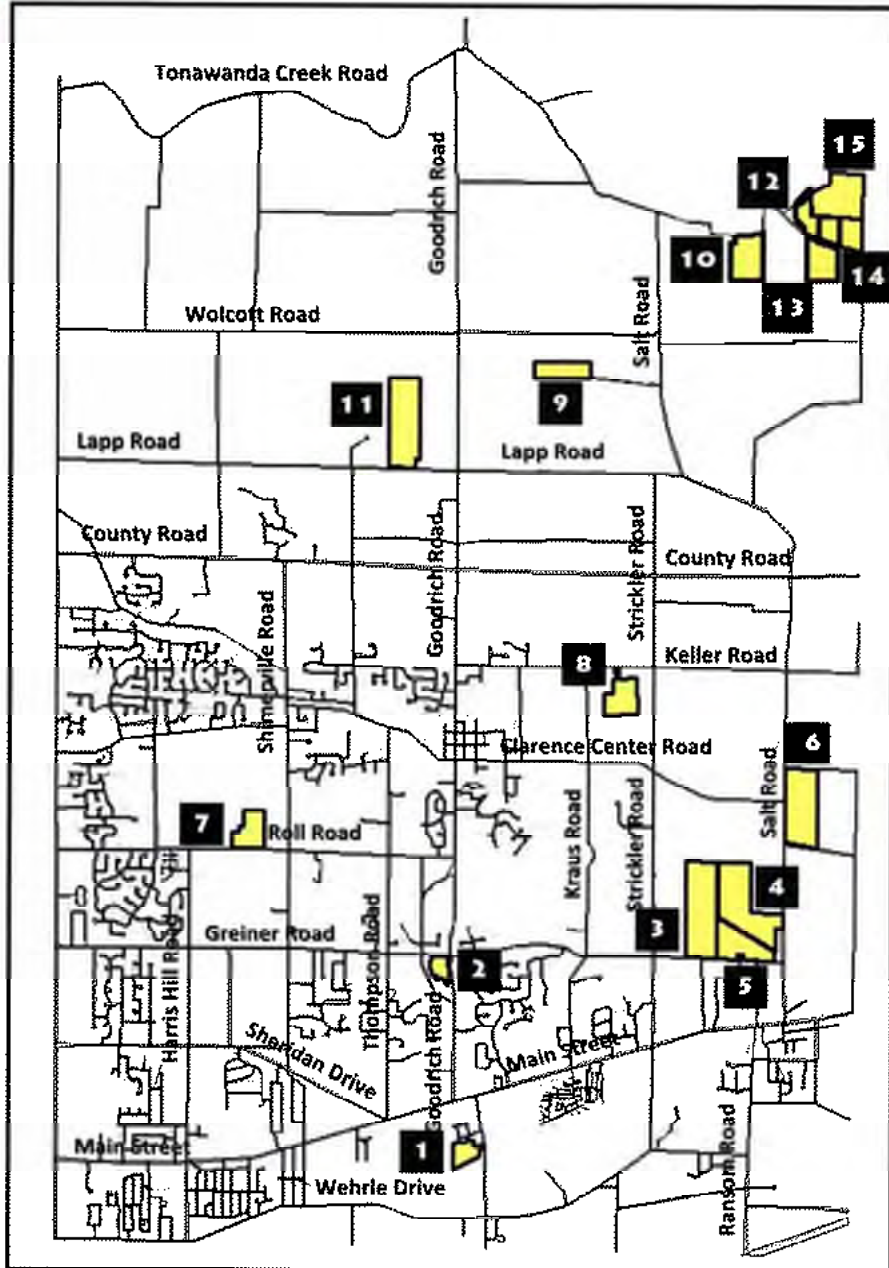 Tonawanda Creek Road
Goodrich Road
15
12
10
14
13
Salt Road
Wolcott Road
11
9
Lapp Road
Lapp Road
County Road
Goodrich Road
Strickler Road
County Road
Shimerville Road
8
Keller Road
Clarence Center Road
6
Salt Road
7
Roll Road
Kraus Road
Strickler Road
4
3
Greiner Road
Harris Hill Road
Thompson Road
2
5
Sheridan Drive
Goodrich Road
Main Street
Main Street
1
Wehrle Drive
Ransom Road